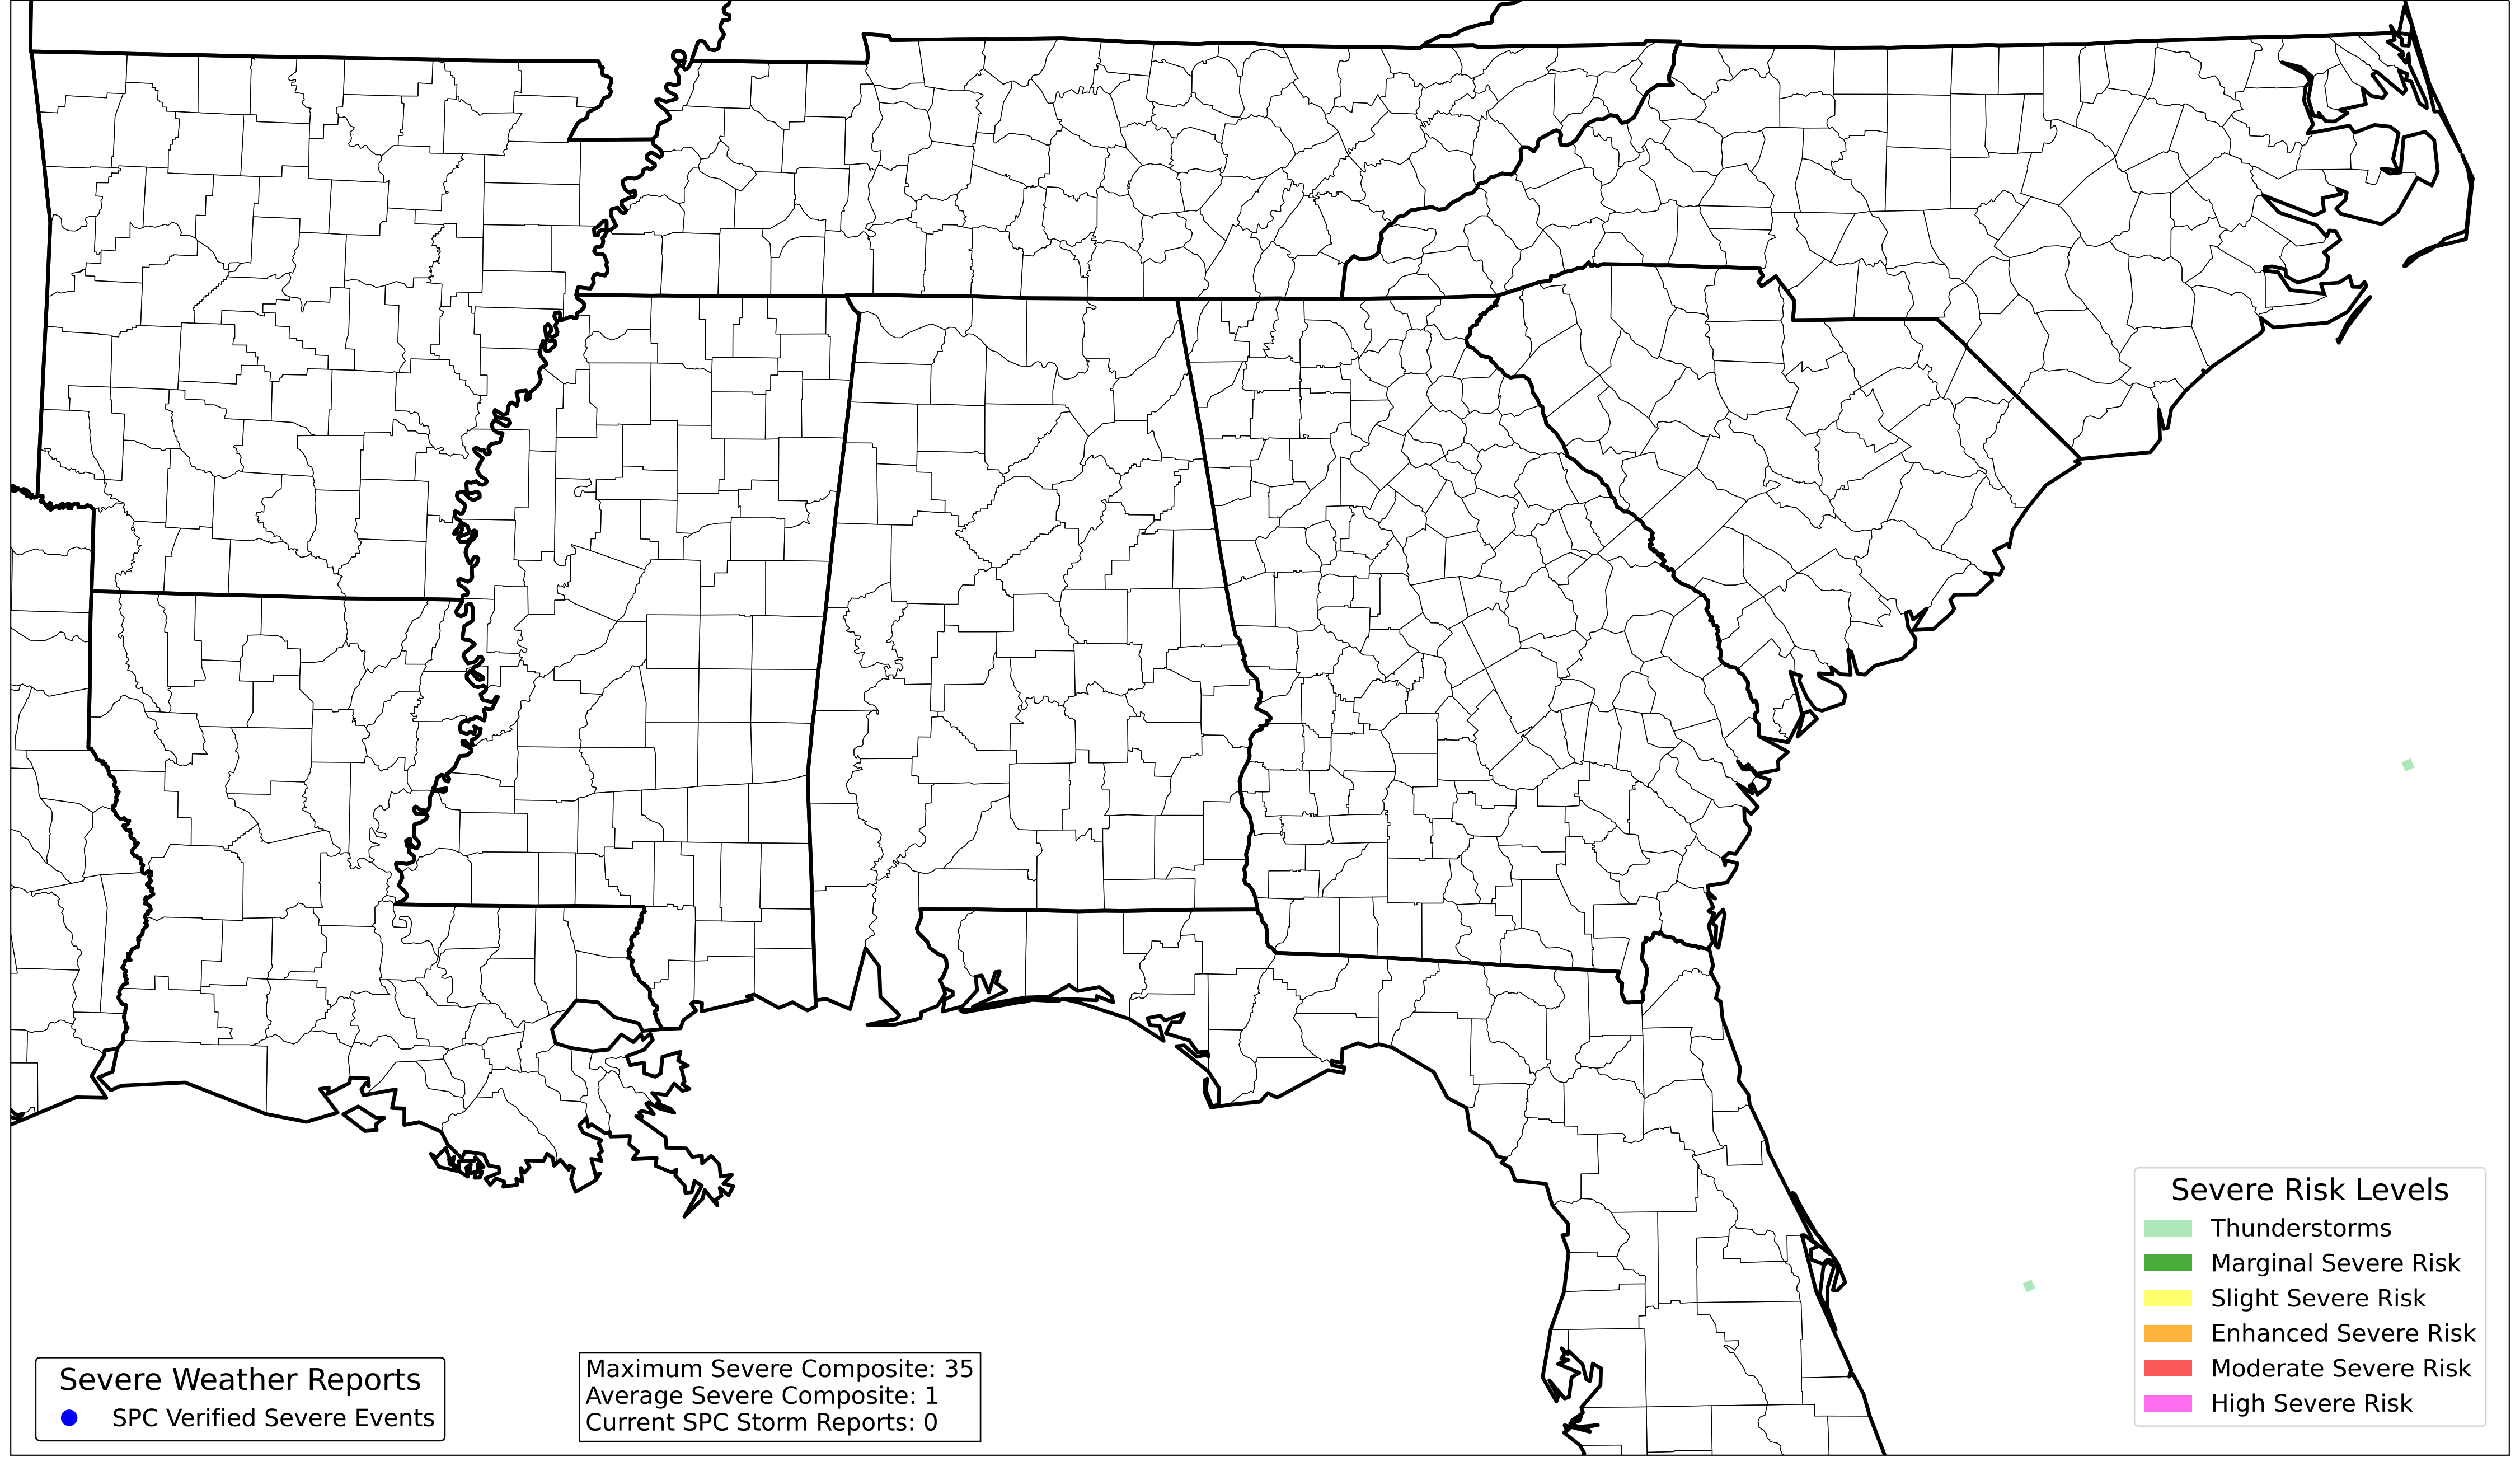 Severe Risk Levels
Thunderstorms
Marginal Severe Risk
Slight Severe Risk
Enhanced Severe Risk
Moderate Severe Risk
High Severe Risk
Severe Weather Reports
SPC Verified Severe Events
Maximum Severe Composite: 35
Average Severe Composite: 1
Current SPC Storm Reports: 0